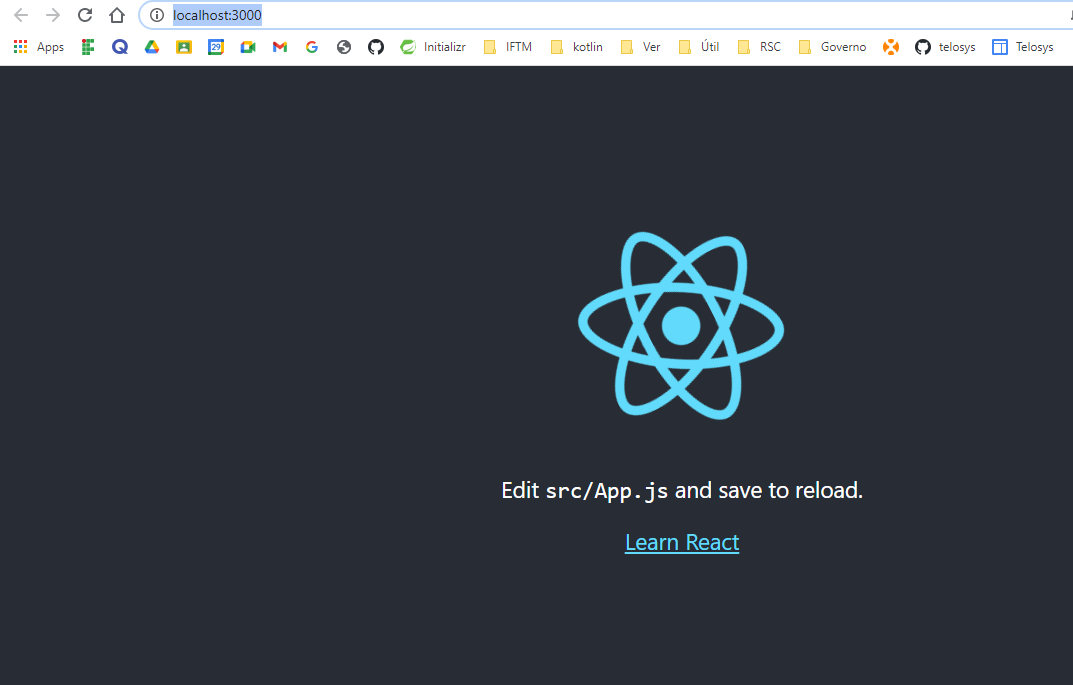 localhost:3000
Apps 29 Initializr IFTM kotlin Ver Útil RSC Governo telosys Telosys
Edit src/App.js and save to reload.
Learn React